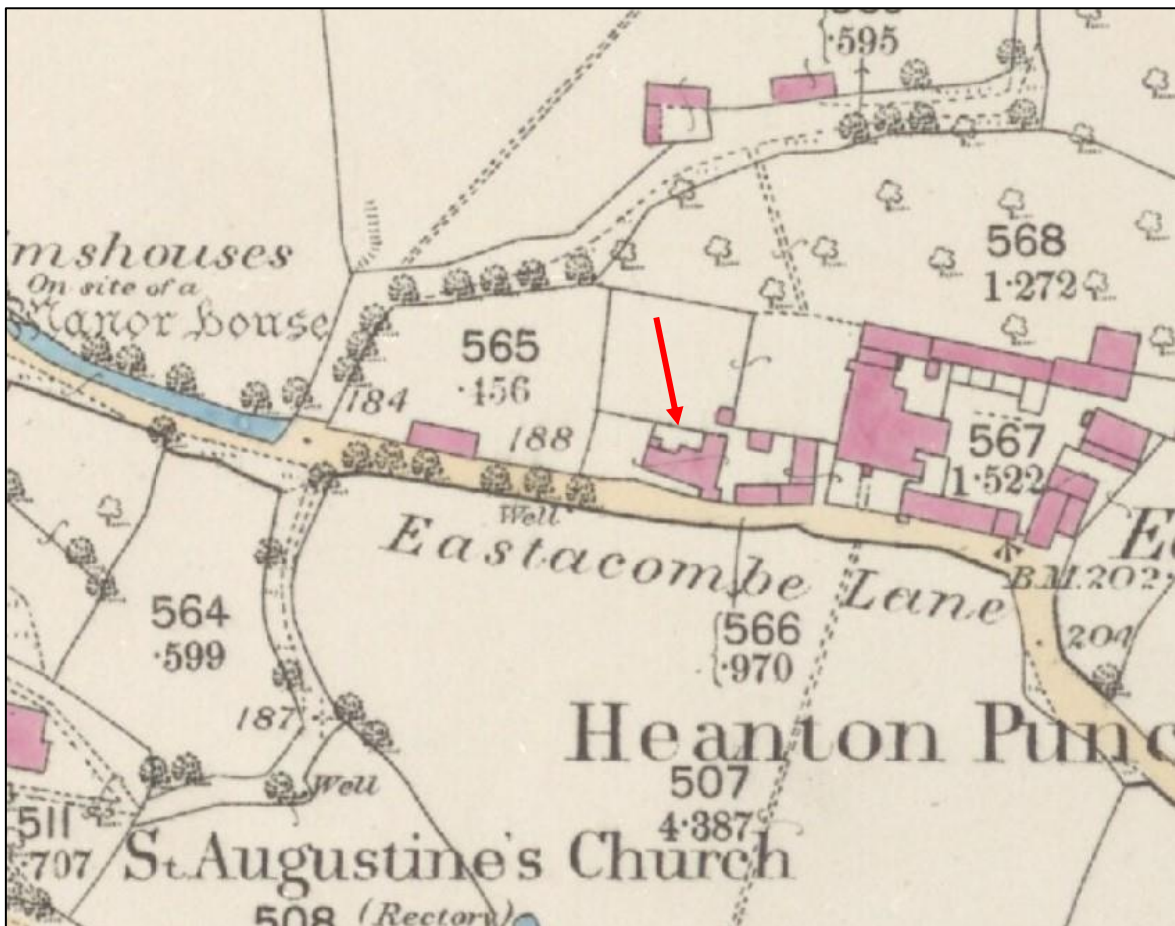 ·595
mshouses
On site of a
Manor House
568
1·272
565
·456
184
188
567
1·522
Well
Eastacombe Lane
B.M.202·
564
·599
566
·970
204
187
Heanton Punc
Well
507
4·387
511
·707
St. Augustine's Church
508 (Rectory)